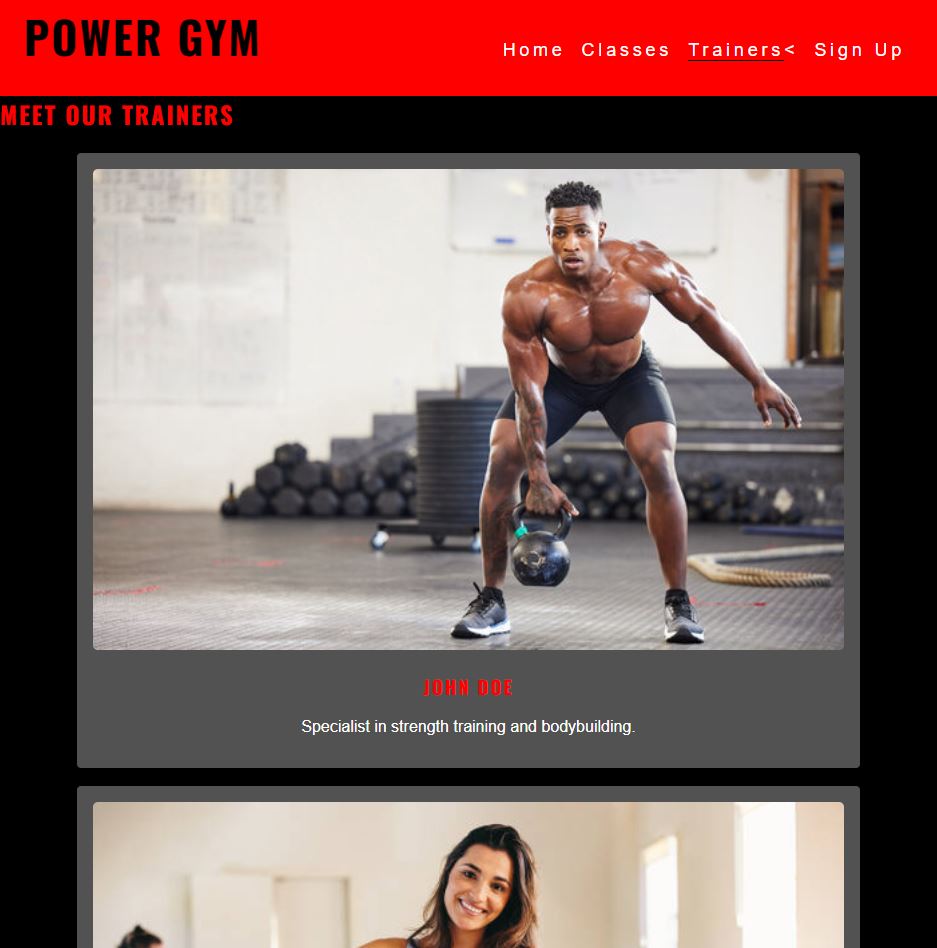 POWER GYM
Home Classes Trainers< Sign Up
MEET OUR TRAINERS
JOHN DOE
Specialist in strength training and bodybuilding.